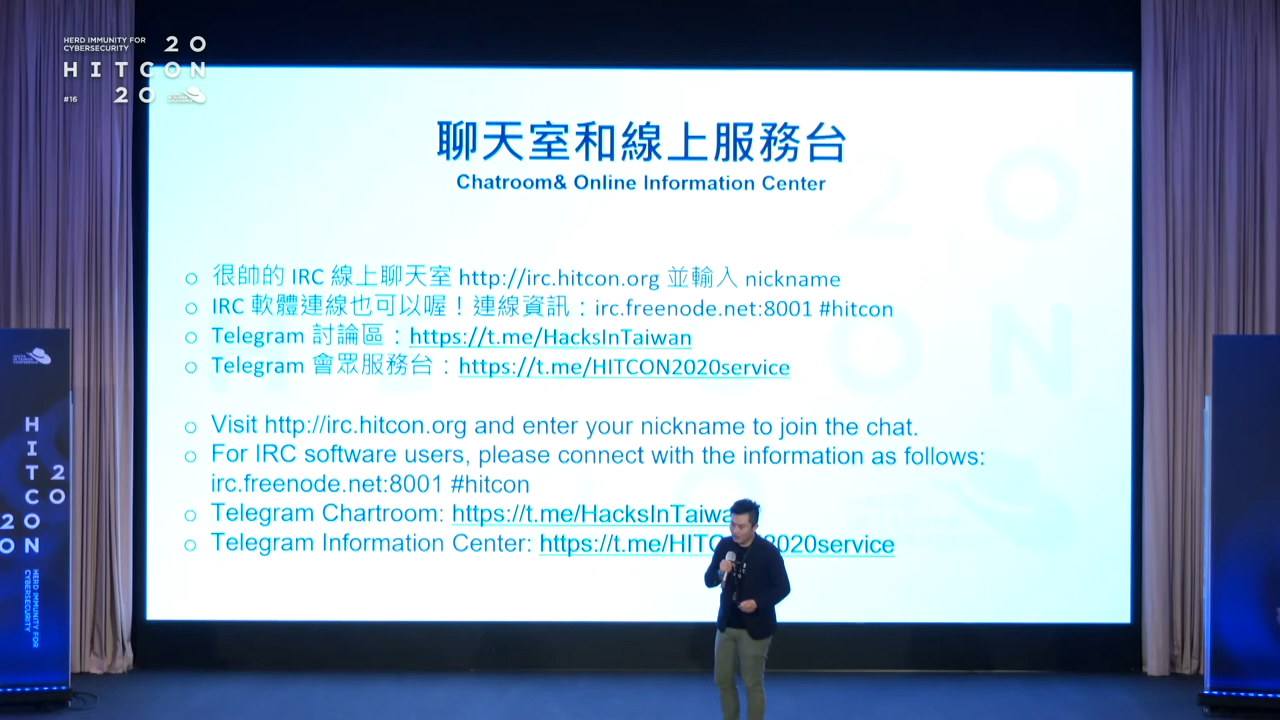 HERD IMMUNITY FOR
CYBERSECURITY
20
HITCON
#16
20
聊天室和線上服務台
Chatroom& Online Information Center
很帥的 IRC 線上聊天室 http://irc.hitcon.org 並輸入 nickname
IRC 軟體連線也可以喔！連線資訊：irc.freenode.net:8001 #hitcon
Telegram 討論區：https://t.me/HacksInTaiwan
Telegram 會眾服務台：https://t.me/HITCON2020service
Visit http://irc.hitcon.org and enter your nickname to join the chat.
For IRC software users, please connect with the information as follows:
irc.freenode.net:8001 #hitcon
Telegram Chartroom: https://t.me/HacksInTaiwa
Telegram Information Center: https://t.me/HITC 2020service
HITCON
20
20
HERD IMMUNITY FOR
CYBERSECURITY